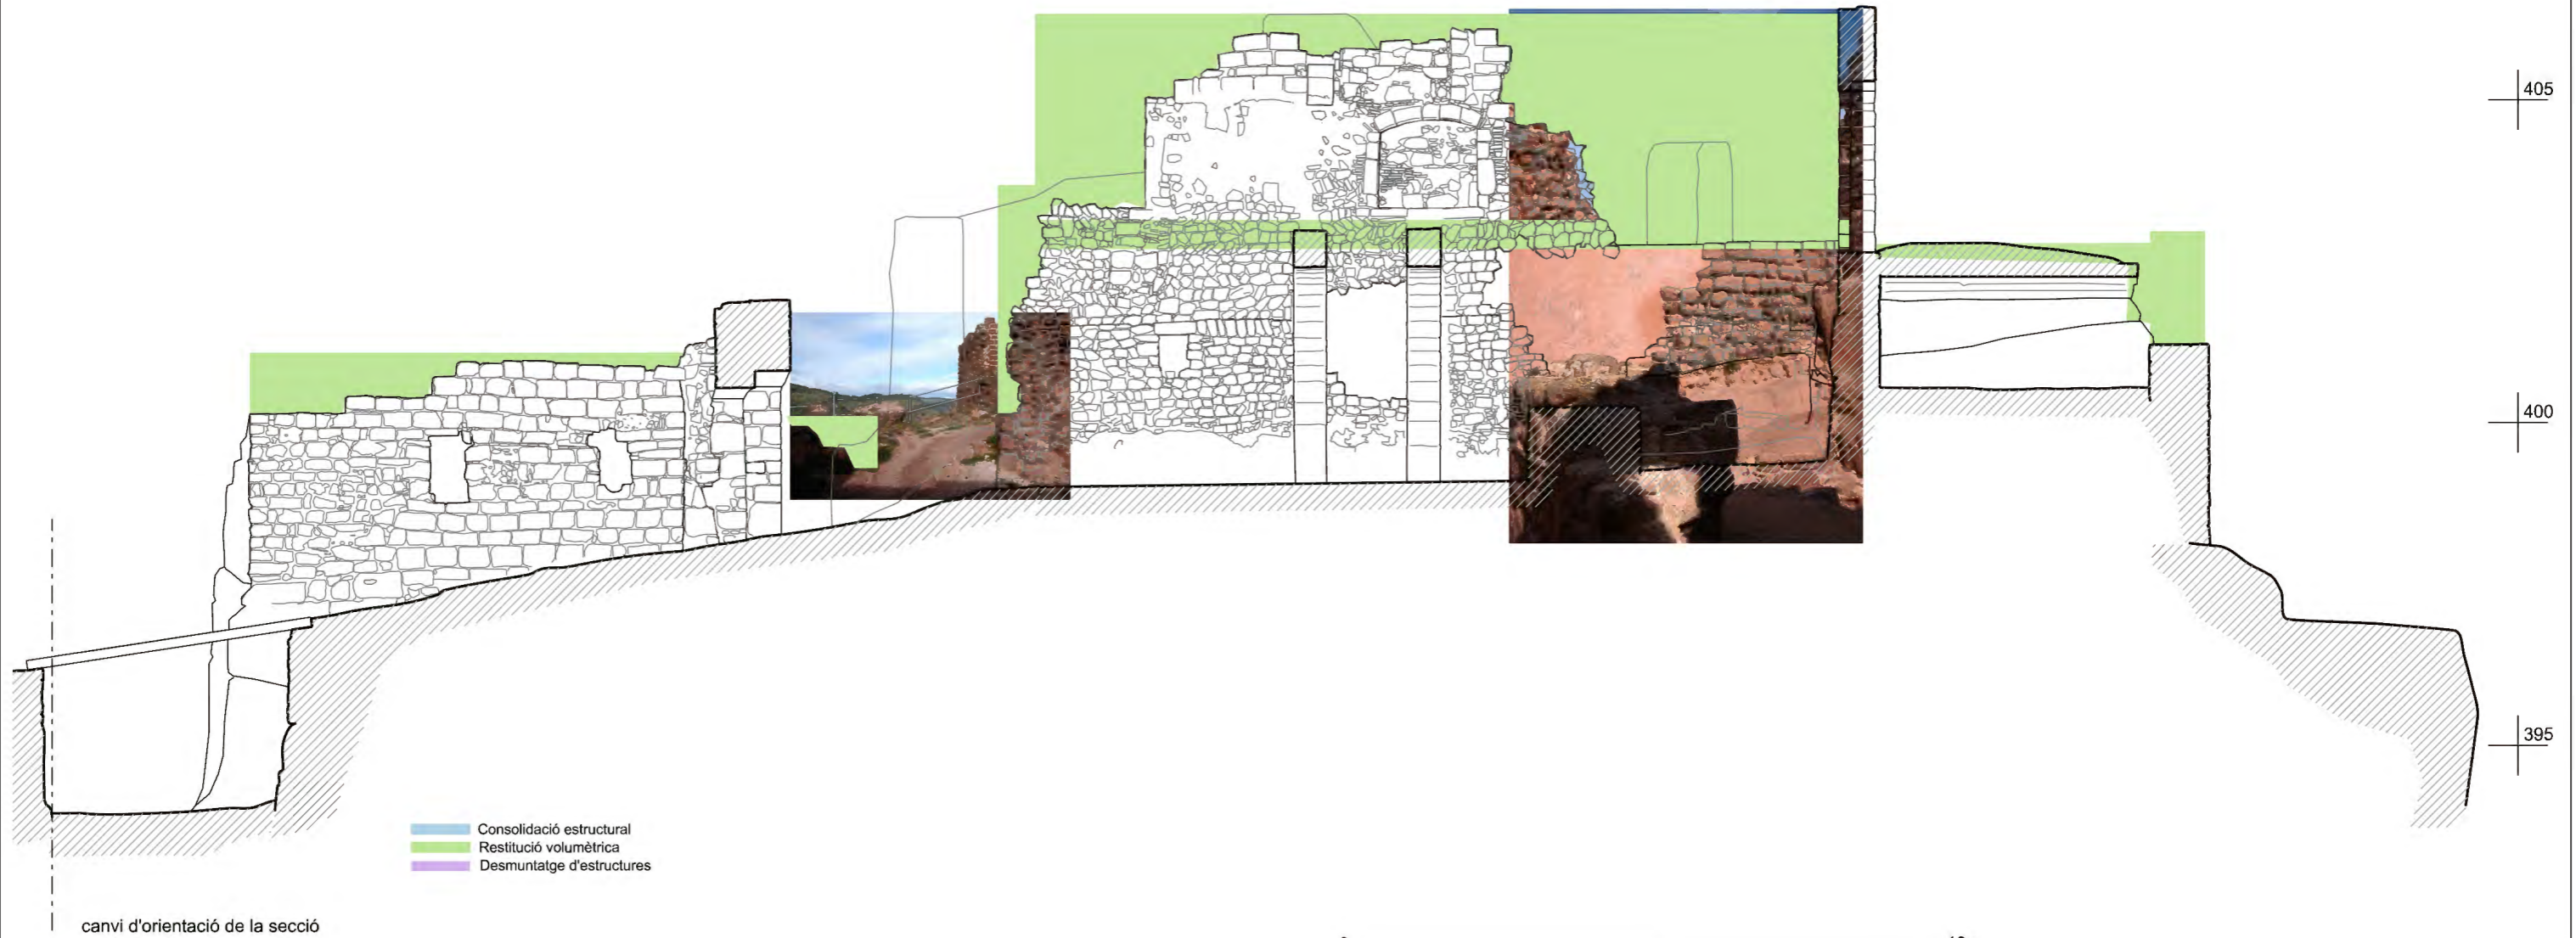 405
400
395
Consolidació estructural
Restitució volumètrica
Desmuntatge d'estructures
canvi d'orientació de la secció